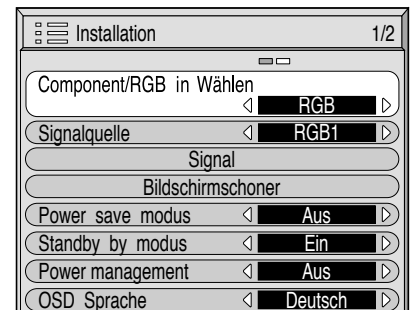 Installation 1/2
Component/RGB in Wählen
RGB
Signalquelle RGB1
Signal
Bildschirmschoner
Power save modus Aus
Standby by modus Ein
Power management Aus
OSD Sprache Deutsch